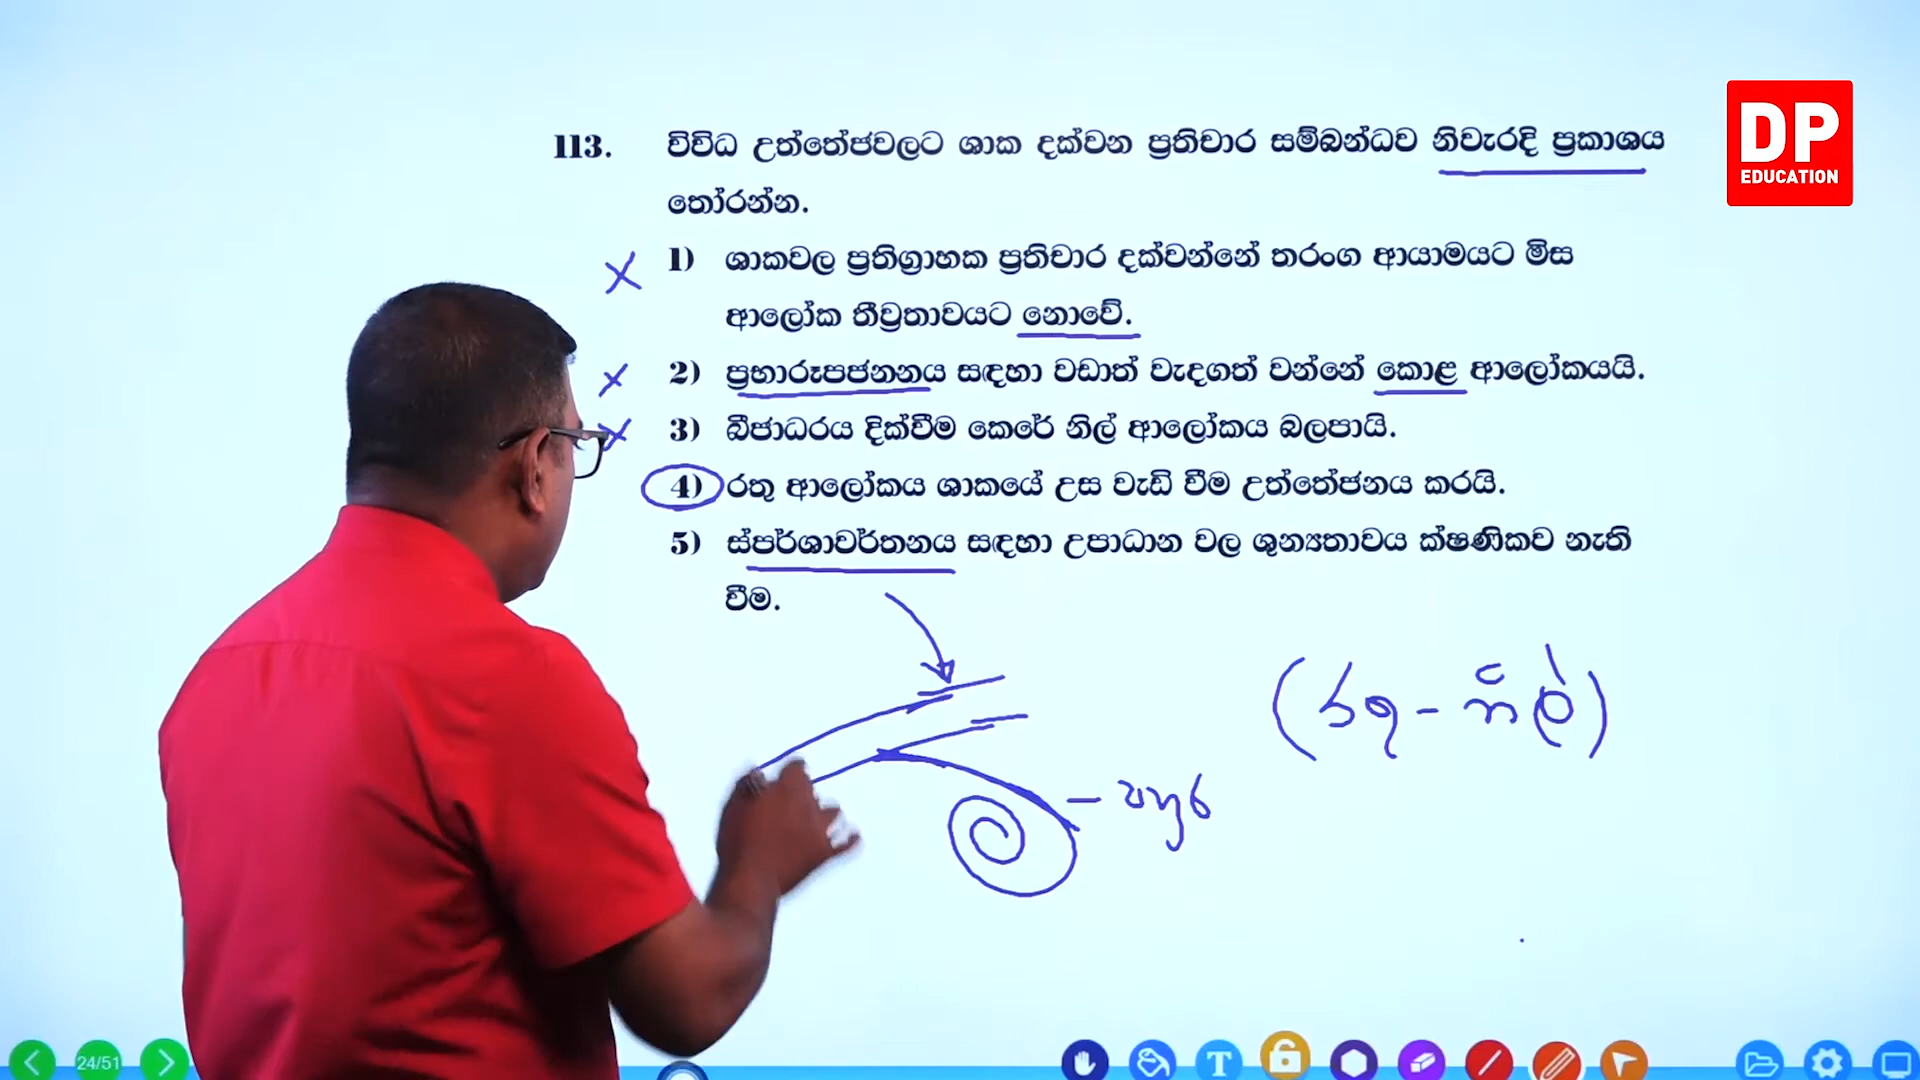 DP
EDUCATION
113. විවිධ උත්තේජවලට ශාක දක්වන ප්‍රතිචාර සම්බන්ධව නිවැරදි ප්‍රකාශය
තෝරන්න.
1) ශාකවල ප්‍රතිග්‍රාහක ප්‍රතිචාර දක්වන්නේ තරංග ආයාමයට මිස
ආලෝක තීව්‍රතාවයට නොවේ.
2) ප්‍රභාරූපජනනය සඳහා වඩාත් වැදගත් වන්නේ කොළ ආලෝකයයි.
3) බීජාධරය දික්වීම කෙරේ නිල් ආලෝකය බලපායි.
4) රතු ආලෝකය ශාකයේ උස වැඩි වීම උත්තේජනය කරයි.
5) ස්පර්ශාවර්තනය සඳහා උපාධාන වල ශුන්‍යතාවය ක්ෂණිකව නැති
වීම.
(රතු - නිල්)
- පහුර
24/51